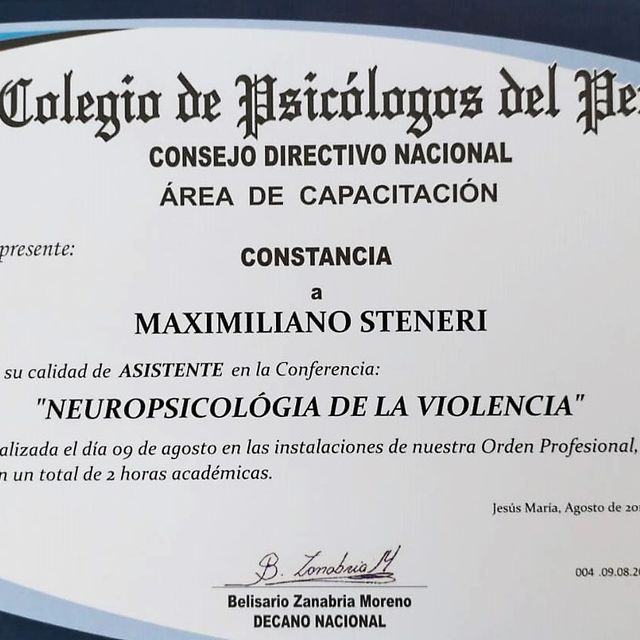 Colegio de Psicólogos del Pe
CONSEJO DIRECTIVO NACIONAL
ÁREA DE CAPACITACIÓN
presente:
CONSTANCIA
a
MAXIMILIANO STENERI
su calidad de ASISTENTE en la Conferencia:
"NEUROPSICOLÓGIA DE LA VIOLENCIA"
alizada el día 09 de agosto en las instalaciones de nuestra Orden Profesional,
n un total de 2 horas académicas.
Jesús María, Agosto de 20
B. Zanabria M
004 .09.08.20
Belisario Zanabria Moreno
DECANO NACIONAL